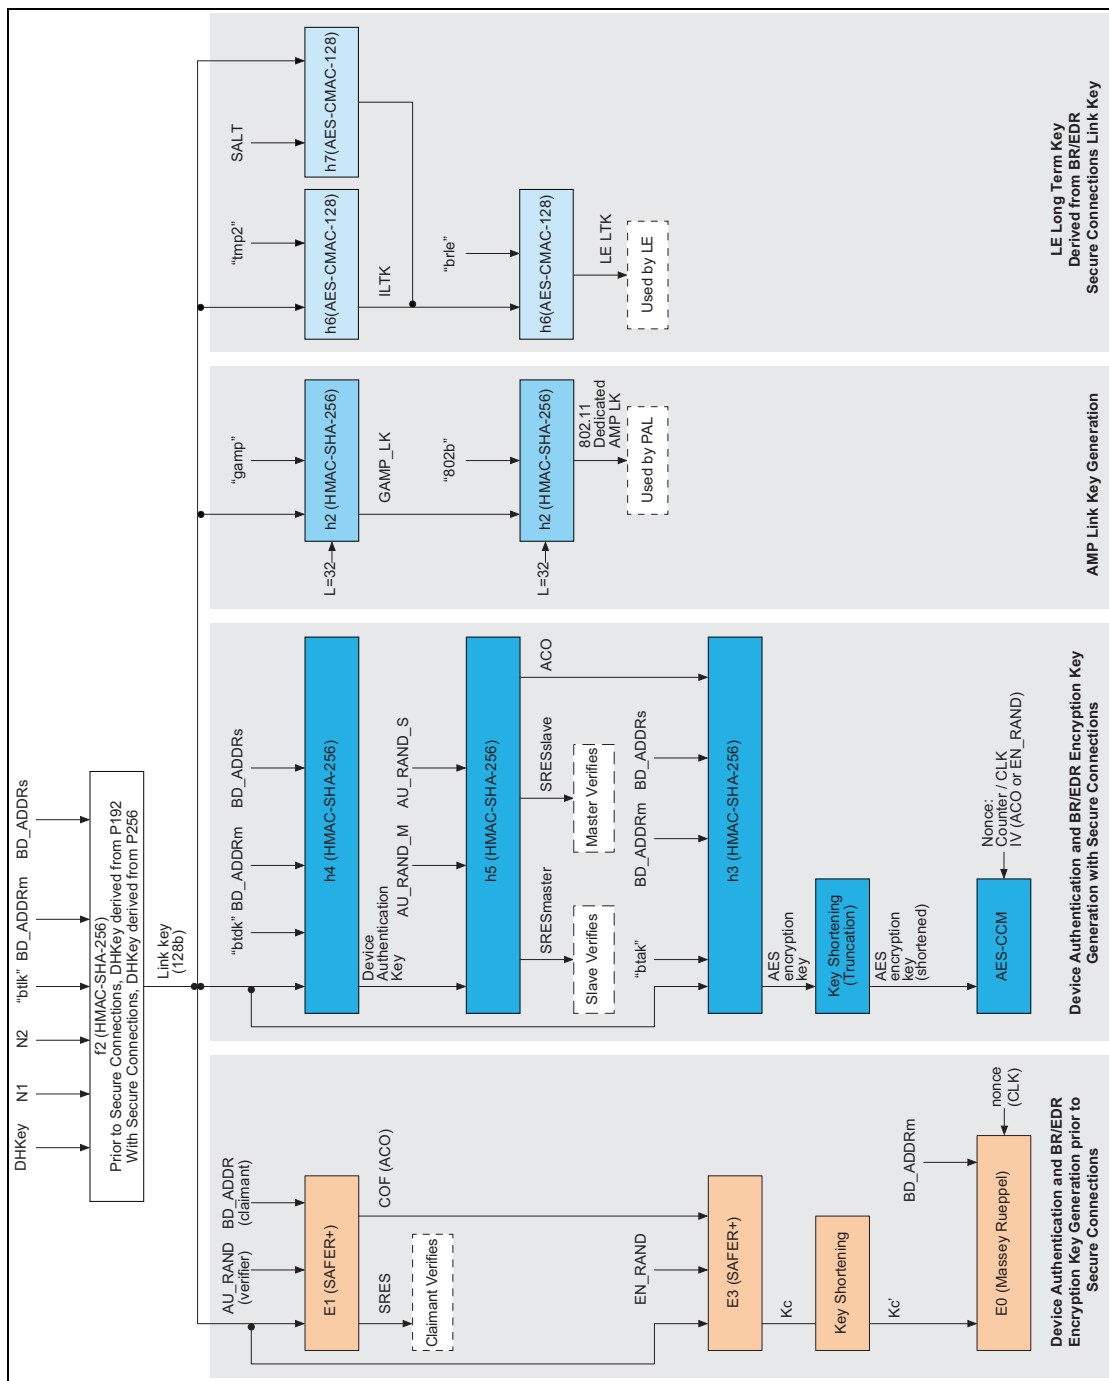 DHKey
N1
N2
“btlk”
BD_ADDRm
BD_ADDRs
f2 (HMAC-SHA-256)
Prior to Secure Connections, DHKey derived from P192
With Secure Connections, DHKey derived from P256
Link key
(128b)
AU_RAND
(verifier)
BD_ADDR
(claimant)
E1 (SAFER+)
SRES
COF (ACO)
Claimant Verifies
EN_RAND
E3 (SAFER+)
Kc
Key Shortening
Kc’
BD_ADDRm
nonce
(CLK)
E0 (Massey Rueppel)
Device Authentication and BR/EDR
Encryption Key Generation prior to
Secure Connections
“btdk”
BD_ADDRm
BD_ADDRs
h4 (HMAC-SHA-256)
Device
Authentication
Key
AU_RAND_M
AU_RAND_S
h5 (HMAC-SHA-256)
SRESmaster
SRESslave
ACO
Slave Verifies
Master Verifies
“btak”
BD_ADDRm
BD_ADDRs
h3 (HMAC-SHA-256)
AES
encryption
key
Key Shortening
(Truncation)
AES
encryption
key
(shortened)
Nonce:
Counter / CLK
IV (ACO or EN_RAND)
AES-CCM
Device Authentication and BR/EDR Encryption Key
Generation with Secure Connections
“gamp”
L=32
h2 (HMAC-SHA-256)
GAMP_LK
“802b”
L=32
h2 (HMAC-SHA-256)
802.11
Dedicated
AMP LK
Used by PAL
AMP Link Key Generation
SALT
h7(AES-CMAC-128)
“tmp2”
h6(AES-CMAC-128)
ILTK
“brle”
h6(AES-CMAC-128)
LE LTK
Used by LE
LE Long Term Key
Derived from BR/EDR
Secure Connections Link Key